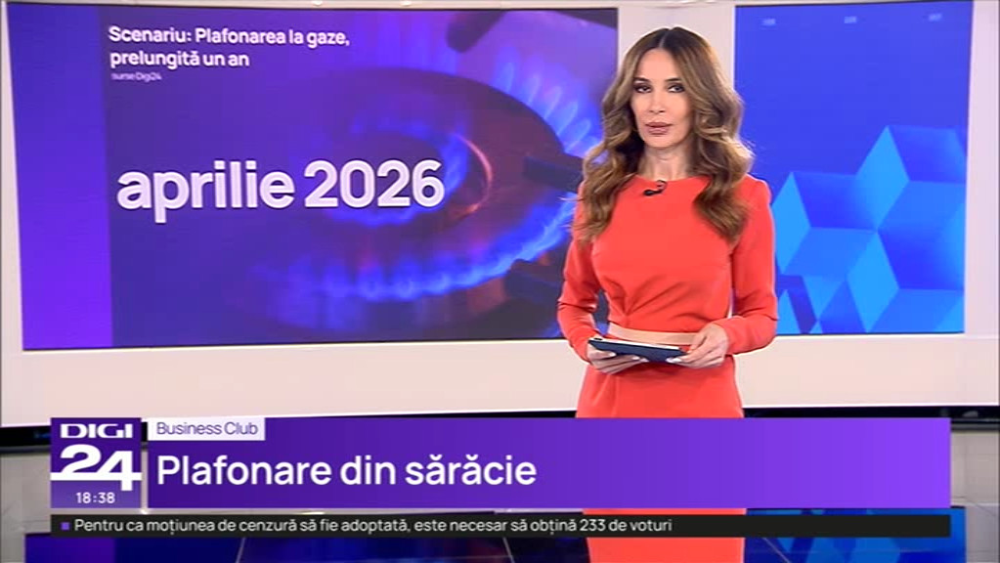 Scenariu: Plafonarea la gaze,
prelungită un an
surse Digi24
aprilie 2026
DIGI
24
18:38
Business Club
Plafonare din sărăcie
Pentru ca moțiunea de cenzură să fie adoptată, este necesar să obțină 233 de voturi